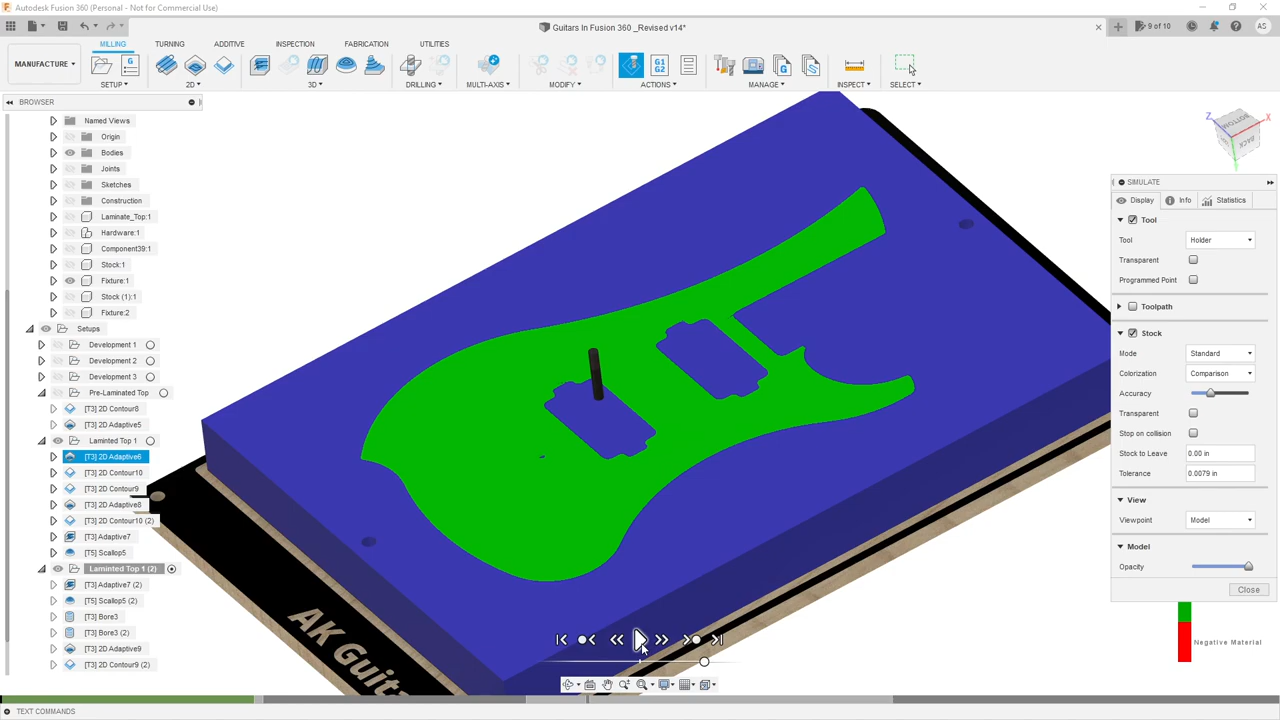 Autodesk Fusion 360 (Personal - Not for Commercial Use)
Guitars In Fusion 360 _Revised v14*
9 of 10
AS
MILLING TURNING ADDITIVE INSPECTION FABRICATION UTILITIES
MANUFACTURE
G1
G2
SETUP 2D 3D DRILLING MULTI-AXIS MODIFY ACTIONS MANAGE INSPECT SELECT
BROWSER
Named Views
Origin
Bodies
Joints
Sketches
Construction
Laminate_Top:1
Hardware:1
Component39:1
Stock:1
Fixture:1
Stock (1):1
Fixture:2
Setups
Development 1
Development 2
Development 3
Pre-Laminated Top
[T3] 2D Contour8
[T3] 2D Adaptive5
Laminted Top 1
[T3] 2D Adaptive6
[T3] 2D Contour10
[T3] 2D Contour9
[T3] 2D Adaptive8
[T3] 2D Contour10 (2)
[T3] Adaptive7
[T5] Scallop5
Laminted Top 1 (2)
[T3] Adaptive7 (2)
[T5] Scallop5 (2)
[T3] Bore3
[T3] Bore3 (2)
[T3] 2D Adaptive9
[T3] 2D Contour9 (2)
AK Guita
Z
X
BOTTOM
BACK
SIMULATE
Display Info Statistics
Tool
Tool Holder
Transparent
Programmed Point
Toolpath
Stock
Mode Standard
Colorization Comparison
Accuracy
Transparent
Stop on collision
Stock to Leave 0.00 in
Tolerance 0.0079 in
View
Viewpoint Model
Model
Opacity
Close
Negative Material
TEXT COMMANDS